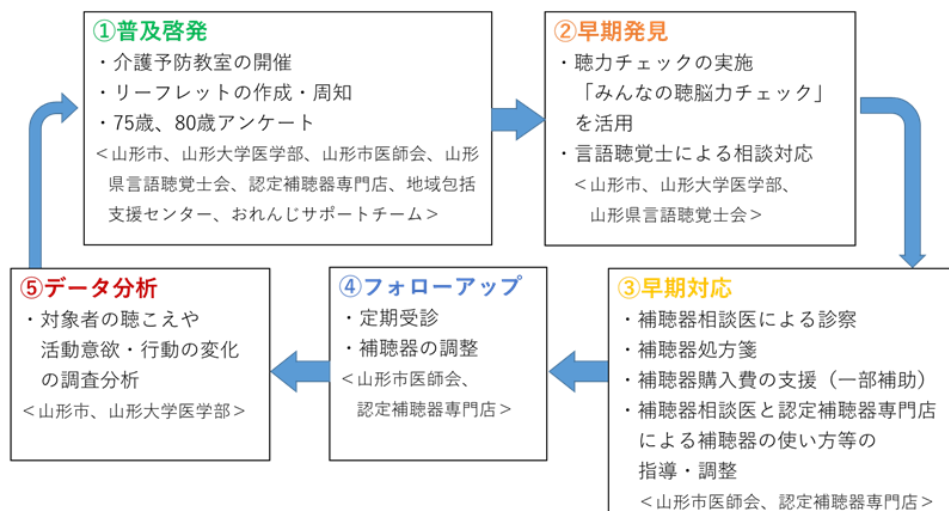 ①普及啓発
・介護予防教室の開催
・リーフレットの作成・周知
・75歳、80歳アンケート
＜山形市、山形大学医学部、山形市医師会、山形
県言語聴覚士会、認定補聴器専門店、地域包括
支援センター、おれんじサポートチーム＞
②早期発見
・聴力チェックの実施
「みんなの聴脳力チェック」
を活用
・言語聴覚士による相談対応
＜山形市、山形大学医学部、
山形県言語聴覚士会＞
③早期対応
・補聴器相談医による診察
・補聴器処方箋
・補聴器購入費の支援（一部補助）
・補聴器相談医と認定補聴器専門店
による補聴器の使い方等の
指導・調整
＜山形市医師会、認定補聴器専門店＞
④フォローアップ
・定期受診
・補聴器の調整
＜山形市医師会、
認定補聴器専門店＞
⑤データ分析
・対象者の聴こえや
活動意欲・行動の変化
の調査分析
＜山形市、山形大学医学部＞